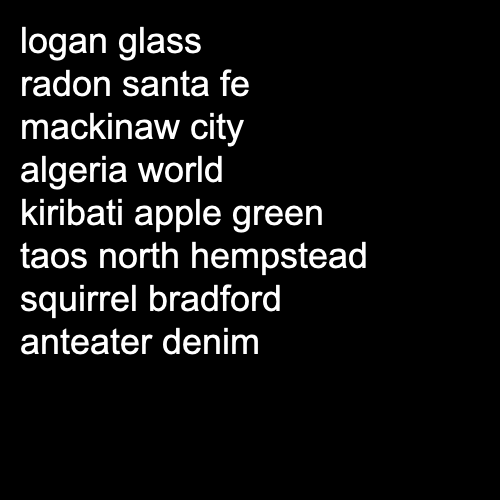 logan glass
radon santa fe
mackinaw city
algeria world
kiribati apple green
taos north hempstead
squirrel bradford
anteater denim